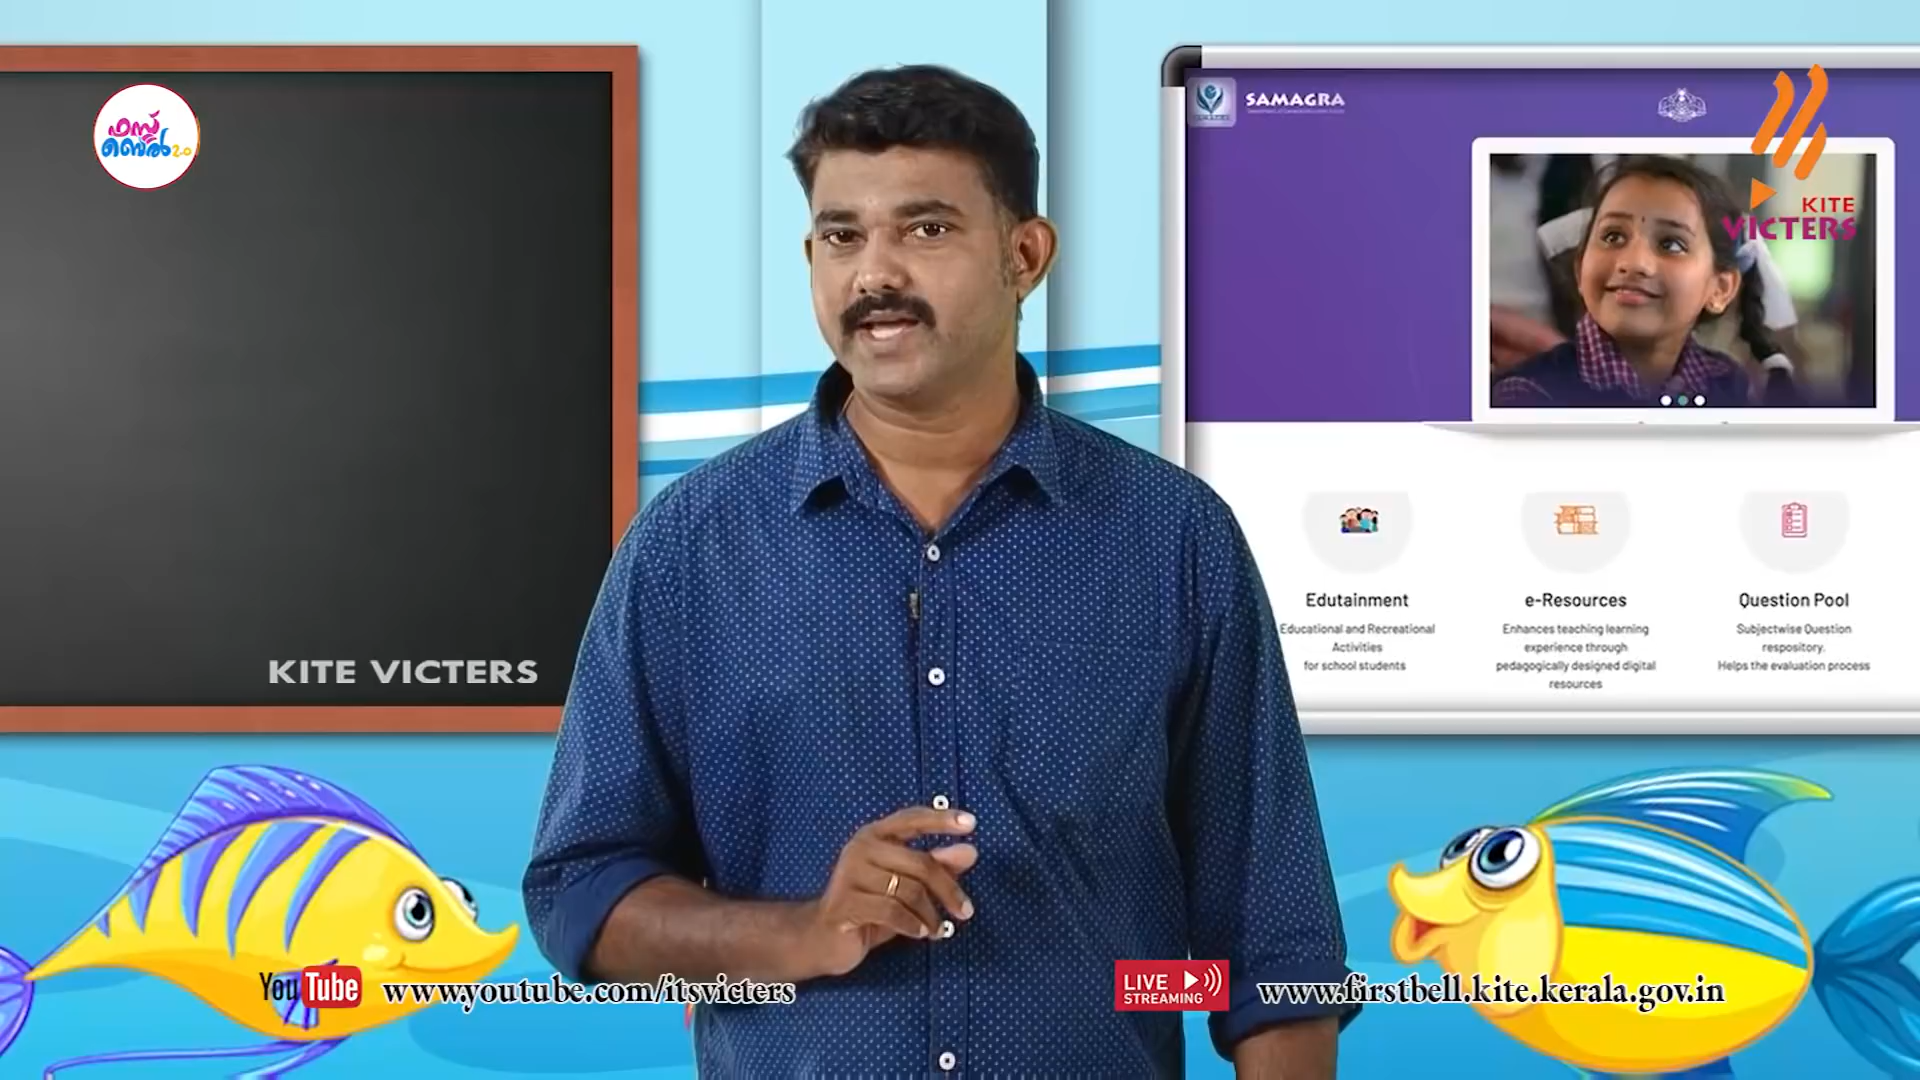 ഫസ്റ്റ്
ബെൽ 2.0
SAMAGRA
KITE
VICTERS
KITE VICTERS
Edutainment
Educational and Recreational
Activities
for school students
e-Resources
Enhances teaching learning
experience through
pedagogically designed digital
resources
Question Pool
Subjectwise Question
respository.
Helps the evaluation process
YouTube www.youtube.com/itsvicters
LIVE
STREAMING
www.firstbell.kite.kerala.gov.in